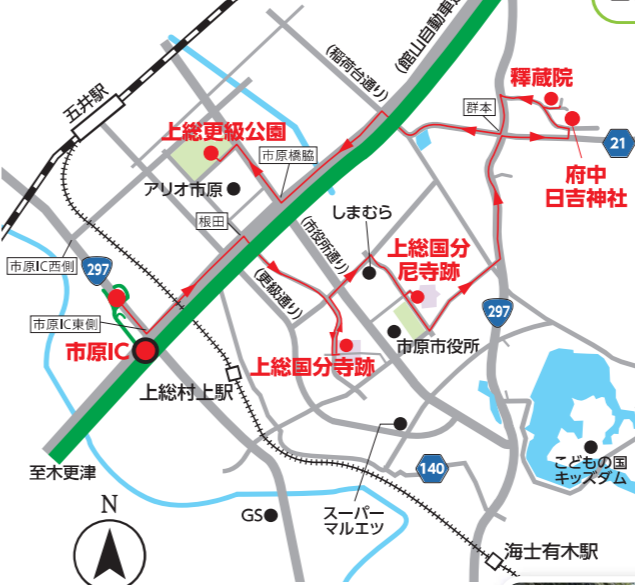 (館山自動車道
五井駅
(稲荷台通り)
釋蔵院
群本
21
上総更級公園
市原橋脇
府中
日吉神社
アリオ市原
しまむら
根田
(市役所通り)
上総国分
尼寺跡
市原IC西側
297
(更級通り)
297
市原IC東側
市原IC
市原市役所
上総国分寺跡
上総村上駅
140
こどもの国
キッズダム
至木更津
スーパー
マルエツ
GS
N
海士有木駅